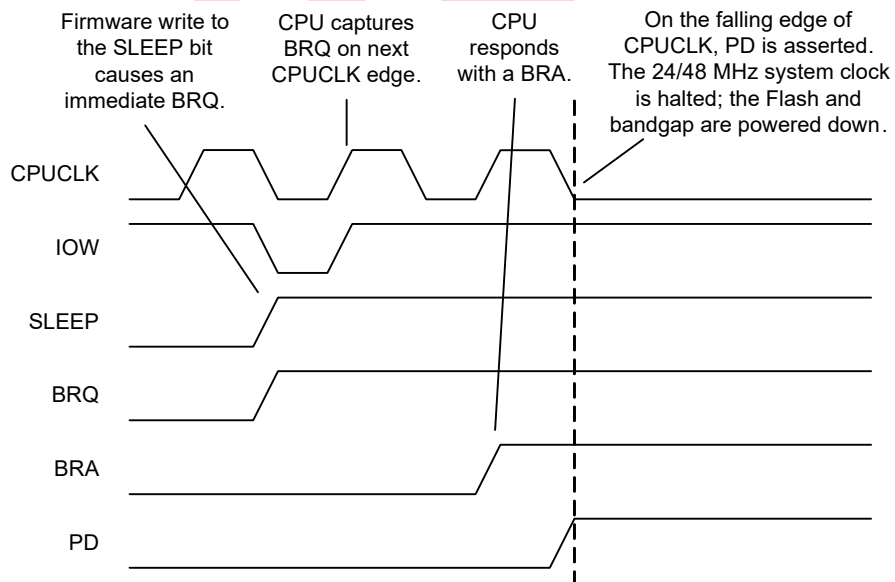 Firmware write to
the SLEEP bit
causes an
immediate BRQ.
CPU captures
BRQ on next
CPUCLK edge.
CPU
responds
with a BRA.
On the falling edge of
CPUCLK, PD is asserted.
The 24/48 MHz system clock
is halted; the Flash and
bandgap are powered down.
CPUCLK
IOW
SLEEP
BRQ
BRA
PD